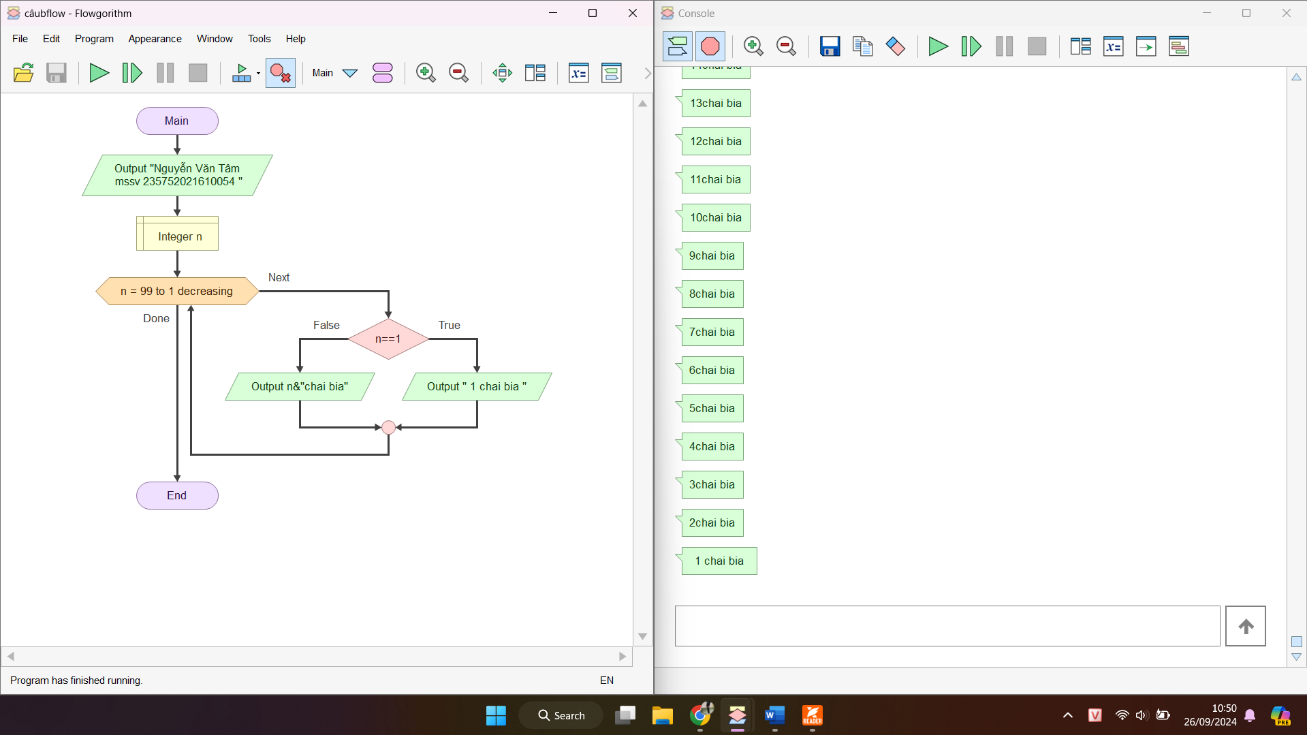 cấubflow - Flowgorithm
File Edit Program Appearance Window Tools Help
Main
Main
Output "Nguyễn Văn Tâm
mssv 235752021610054 "
Integer n
n = 99 to 1 decreasing
Next
Done
False
True
n==1
Output n&"chai bia"
Output " 1 chai bia "
End
Program has finished running.
EN
Console
13chai bia
12chai bia
11chai bia
10chai bia
9chai bia
8chai bia
7chai bia
6chai bia
5chai bia
4chai bia
3chai bia
2chai bia
1 chai bia
Search
10:50
26/09/2024